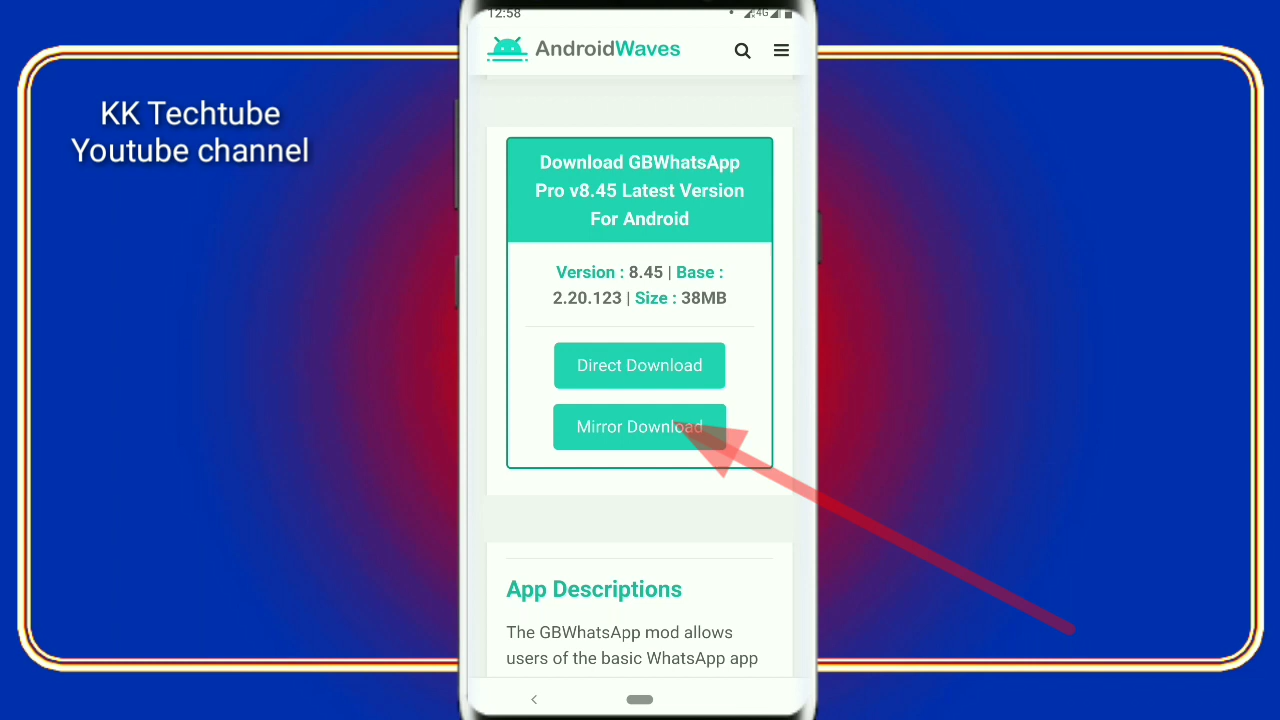 KK Techtube
Youtube channel
12:58
4G
AndroidWaves
Download GBWhatsApp
Pro v8.45 Latest Version
For Android
Version : 8.45 | Base :
2.20.123 | Size : 38MB
Direct Download
Mirror Download
App Descriptions
The GBWhatsApp mod allows
users of the basic WhatsApp app